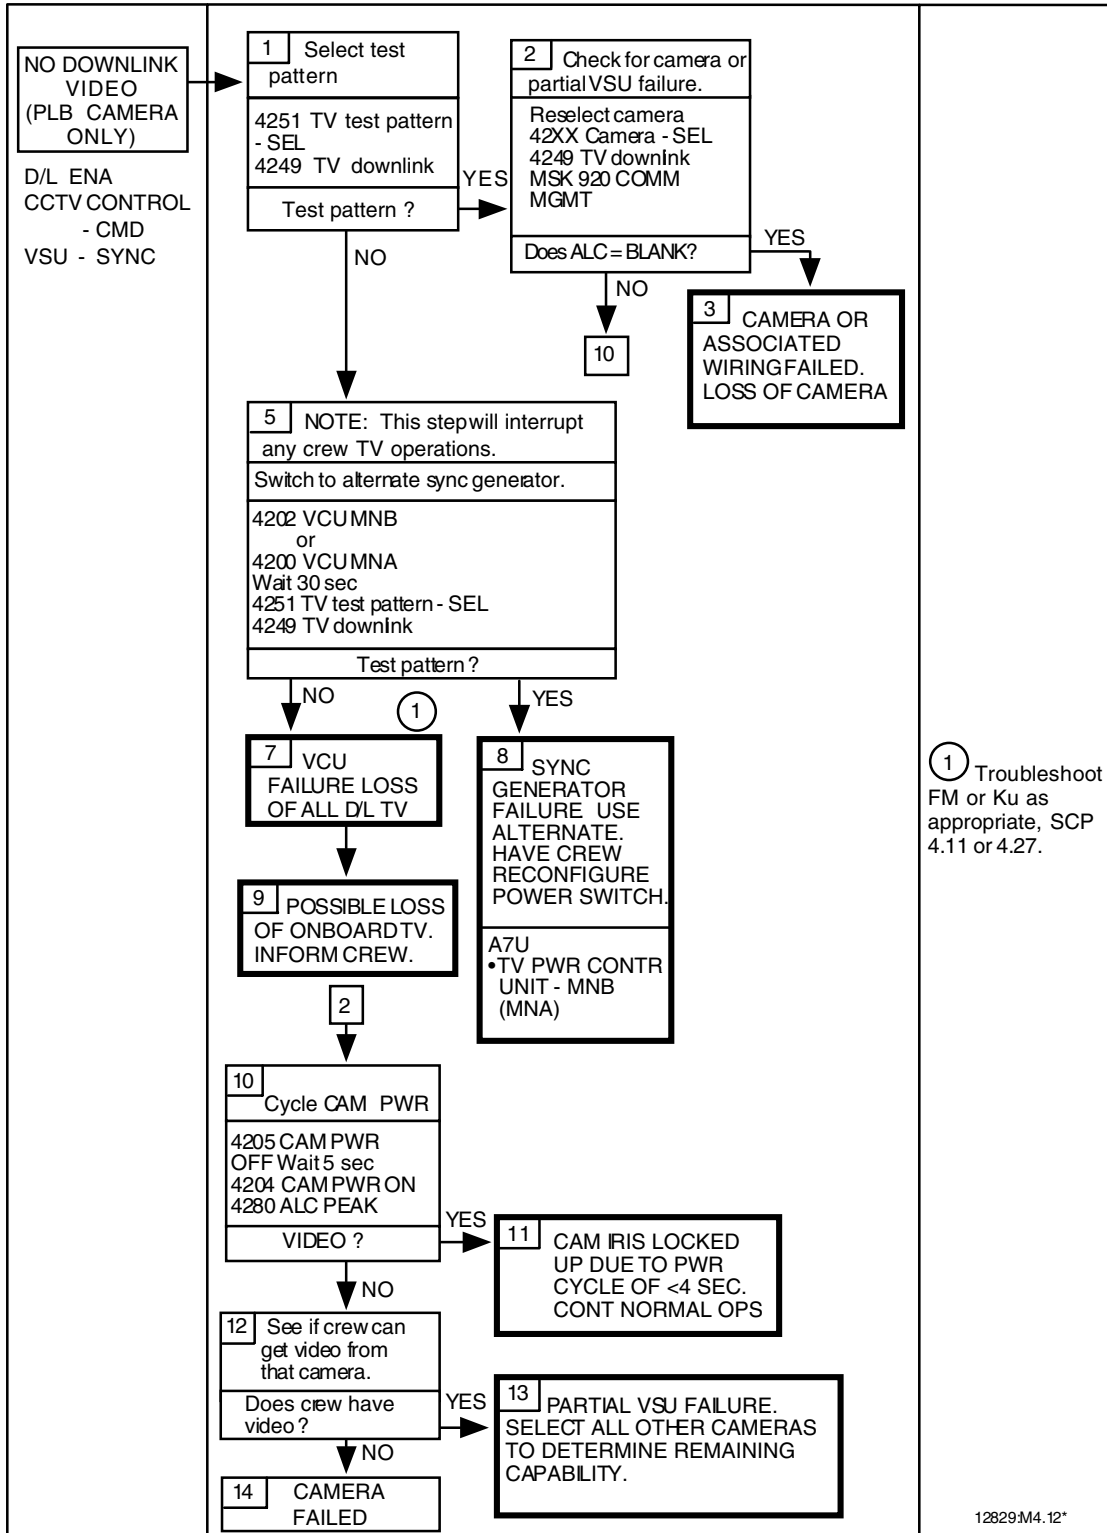 NO DOWNLINK
VIDEO
(PLB CAMERA
ONLY)
D/L ENA
CCTV CONTROL
- CMD
VSU - SYNC
1 Select test
pattern
4251 TV test pattern
- SEL
4249 TV downlink
Test pattern ?
YES
NO
2 Check for camera or
partial VSU failure.
Reselect camera
42XX Camera - SEL
4249 TV downlink
MSK 920 COMM
MGMT
Does ALC = BLANK?
YES
NO
10
3 CAMERA OR
ASSOCIATED
WIRING FAILED.
LOSS OF CAMERA
5 NOTE: This step will interrupt
any crew TV operations.
Switch to alternate sync generator.
4202 VCU MNB
or
4200 VCU MNA
Wait 30 sec
4251 TV test pattern - SEL
4249 TV downlink
Test pattern ?
NO
1
YES
7 VCU
FAILURE LOSS
OF ALL D/L TV
8 SYNC
GENERATOR
FAILURE USE
ALTERNATE.
HAVE CREW
RECONFIGURE
POWER SWITCH.
A7U
•TV PWR CONTR
UNIT - MNB
(MNA)
9 POSSIBLE LOSS
OF ONBOARD TV.
INFORM CREW.
2
10
Cycle CAM PWR
4205 CAM PWR
OFF Wait 5 sec
4204 CAM PWR ON
4280 ALC PEAK
VIDEO ?
YES
NO
11 CAM IRIS LOCKED
UP DUE TO PWR
CYCLE OF <4 SEC.
CONT NORMAL OPS
12 See if crew can
get video from
that camera.
Does crew have
video ?
YES
NO
13 PARTIAL VSU FAILURE.
SELECT ALL OTHER CAMERAS
TO DETERMINE REMAINING
CAPABILITY.
14 CAMERA
FAILED
1 Troubleshoot
FM or Ku as
appropriate, SCP
4.11 or 4.27.
12829:M4.12*